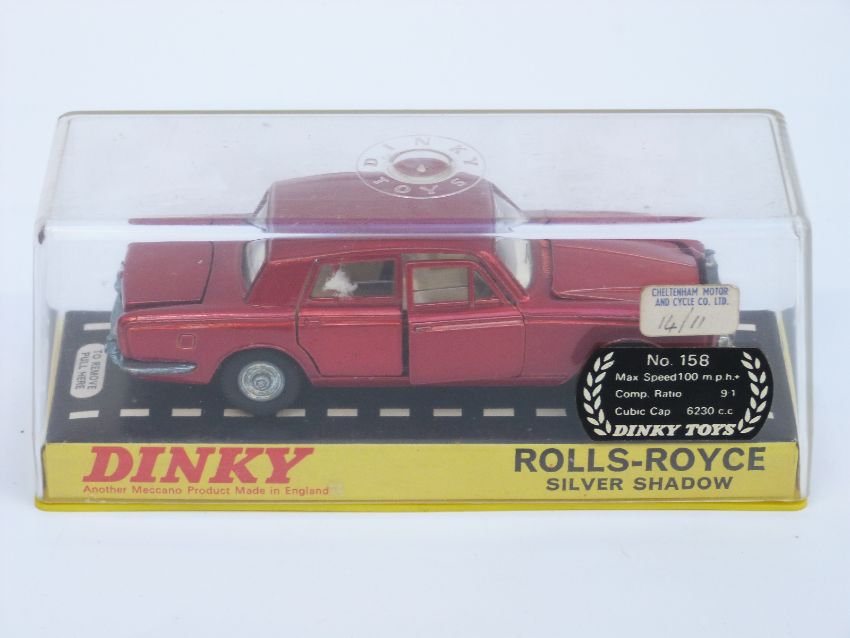 DINKY
TOYS
CHELTENHAM MOTOR
AND CYCLE CO. LTD.
14/11
TO REMOVE
PULL HERE
No. 158
Max Speed 100 m.p.h.+
Comp. Ratio 9·1
Cubic Cap 6230 c.c
DINKY TOYS
DINKY
Another Meccano Product Made in England
ROLLS-ROYCE
SILVER SHADOW